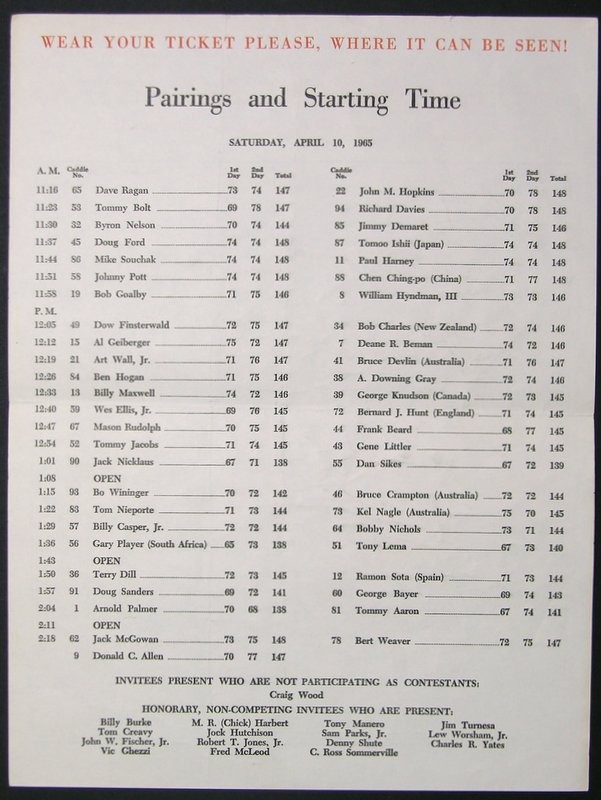 WEAR YOUR TICKET PLEASE, WHERE IT CAN BE SEEN!
Pairings and Starting Time
SATURDAY, APRIL 10, 1965
A. M. Caddie No. 1st Day 2nd Day Total Caddie No. 1st Day 2nd Day Total
11:16 65 Dave Ragan 73 74 147 22 John M. Hopkins 70 78 148
11:23 53 Tommy Bolt 69 78 147 94 Richard Davies 70 78 148
11:30 32 Byron Nelson 70 74 144 85 Jimmy Demaret 71 75 146
11:37 45 Doug Ford 74 74 148 87 Tomoo Ishii (Japan) 74 74 148
11:44 86 Mike Souchak 74 74 148 11 Paul Harney 74 74 148
11:51 58 Johnny Pott 74 74 148 88 Chen Ching-po (China) 71 77 148
11:58 19 Bob Goalby 71 75 146 8 William Hyndman, III 73 73 146
P. M.
12:05 49 Dow Finsterwald 72 75 147 34 Bob Charles (New Zealand) 72 74 146
12:12 15 Al Geiberger 75 72 147 7 Deane R. Beman 74 72 146
12:19 21 Art Wall, Jr. 71 76 147 41 Bruce Devlin (Australia) 71 76 147
12:26 84 Ben Hogan 71 75 146 38 A. Downing Gray 72 74 146
12:33 13 Billy Maxwell 74 72 146 39 George Knudson (Canada) 72 73 145
12:40 59 Wes Ellis, Jr. 69 76 145 72 Bernard J. Hunt (England) 71 74 145
12:47 67 Mason Rudolph 70 75 145 44 Frank Beard 68 77 145
12:54 52 Tommy Jacobs 71 74 145 43 Gene Littler 71 74 145
1:01 90 Jack Nicklaus 67 71 138 55 Dan Sikes 67 72 139
1:08 OPEN
1:15 93 Bo Wininger 70 72 142 46 Bruce Crampton (Australia) 72 72 144
1:22 83 Tom Nieporte 71 73 144 73 Kel Nagle (Australia) 75 70 145
1:29 57 Billy Casper, Jr. 72 72 144 64 Bobby Nichols 73 71 144
1:36 56 Gary Player (South Africa) 65 73 138 51 Tony Lema 67 73 140
1:43 OPEN
1:50 36 Terry Dill 72 73 145 12 Ramon Sota (Spain) 71 73 144
1:57 91 Doug Sanders 69 72 141 60 George Bayer 69 74 143
2:04 1 Arnold Palmer 70 68 138 81 Tommy Aaron 67 74 141
2:11 OPEN
2:18 62 Jack McGowan 73 75 148 78 Bert Weaver 72 75 147
9 Donald C. Allen 70 77 147
INVITEES PRESENT WHO ARE NOT PARTICIPATING AS CONTESTANTS:
Craig Wood
HONORARY, NON-COMPETING INVITEES WHO ARE PRESENT:
Billy Burke M. R. (Chick) Harbert Tony Manero Jim Turnesa
Tom Creavy Jock Hutchison Sam Parks, Jr. Lew Worsham, Jr.
John W. Fischer, Jr. Robert T. Jones, Jr. Denny Shute Charles R. Yates
Vic Ghezzi Fred McLeod C. Ross Sommerville